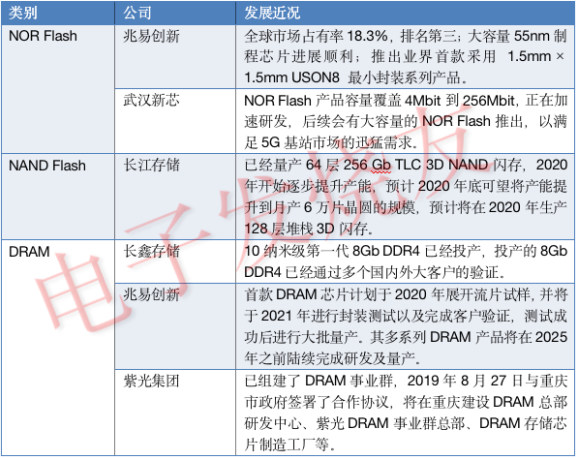 类别 公司 发展近况
NOR Flash 兆易创新 全球市场占有率 18.3%，排名第三；大容量 55nm 制
程芯片进展顺利；推出业界首款采用 1.5mm ×
1.5mm USON8 最小封装系列产品。
武汉新芯 NOR Flash 产品容量覆盖 4Mbit 到 256Mbit，正在加
速研发，后续会有大容量的 NOR Flash 推出，以满
足 5G 基站市场的迅猛需求。
NAND Flash 长江存储 已经量产 64 层 256 Gb TLC 3D NAND 闪存，2020
年开始逐步提升产能，预计 2020 年底可望将产能提
升到月产 6 万片晶圆的规模，预计将在 2020 年生产
128 层堆栈 3D 闪存。
DRAM 长鑫存储 10 纳米级第一代 8Gb DDR4 已经投产，投产的 8Gb
DDR4 已经通过多个国内外大客户的验证。
兆易创新 首款 DRAM 芯片计划于 2020 年展开流片试样，并将
于 2021 年进行封装测试以及完成客户验证，测试成
功后进行大批量产。其多系列 DRAM 产品将在 2025
年之前陆续完成研发及量产。
紫光集团 已组建了 DRAM 事业群，2019 年 8 月 27 日与重庆
市政府签署了合作协议，将在重庆建设 DRAM 总部
研发中心、紫光 DRAM 事业群总部、DRAM 存储芯
片制造工厂等。
电子发烧友